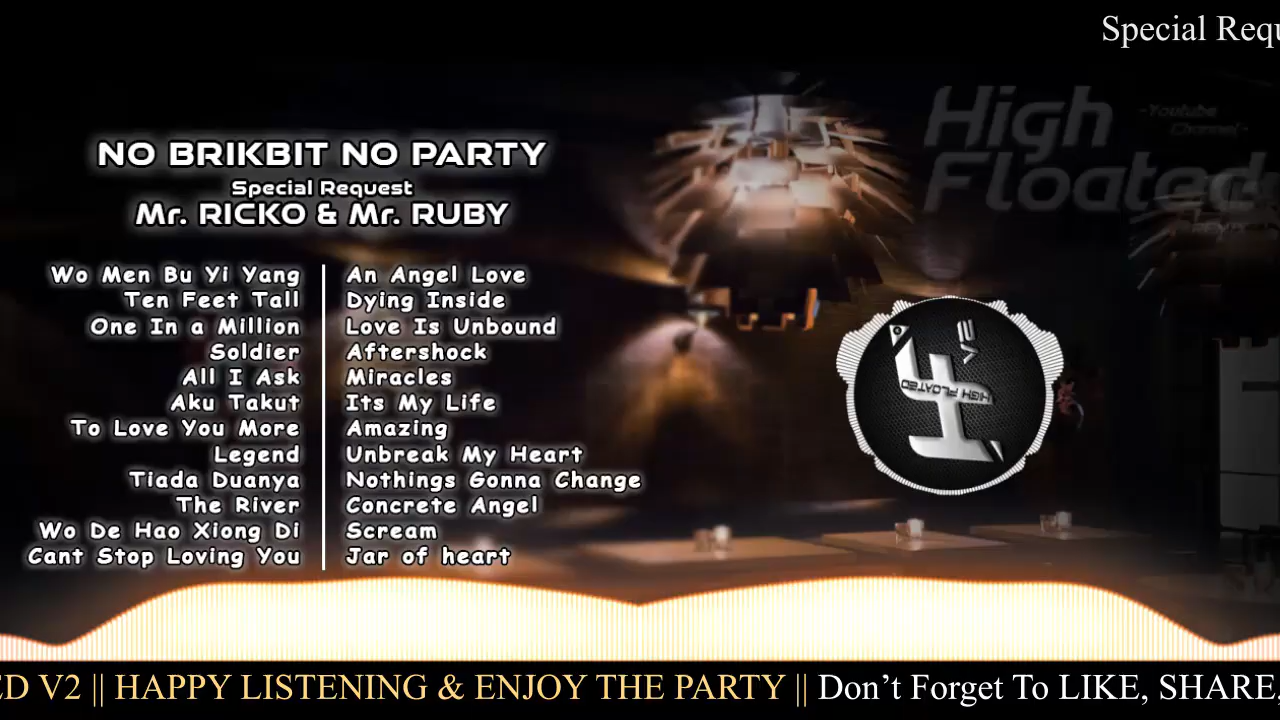 Special Requ
High
Floated
~Youtube
Channel~
NO BRIKBIT NO PARTY
Special Request
Mr. RICKO & Mr. RUBY
Wo Men Bu Yi Yang
Ten Feet Tall
One In a Million
Soldier
All I Ask
Aku Takut
To Love You More
Legend
Tiada Duanya
The River
Wo De Hao Xiong Di
Cant Stop Loving You
An Angel Love
Dying Inside
Love Is Unbound
Aftershock
Miracles
Its My Life
Amazing
Unbreak My Heart
Nothings Gonna Change
Concrete Angel
Scream
Jar of heart
V2
HIGH FLOATED
ED V2 || HAPPY LISTENING & ENJOY THE PARTY || Don’t Forget To LIKE, SHARE,